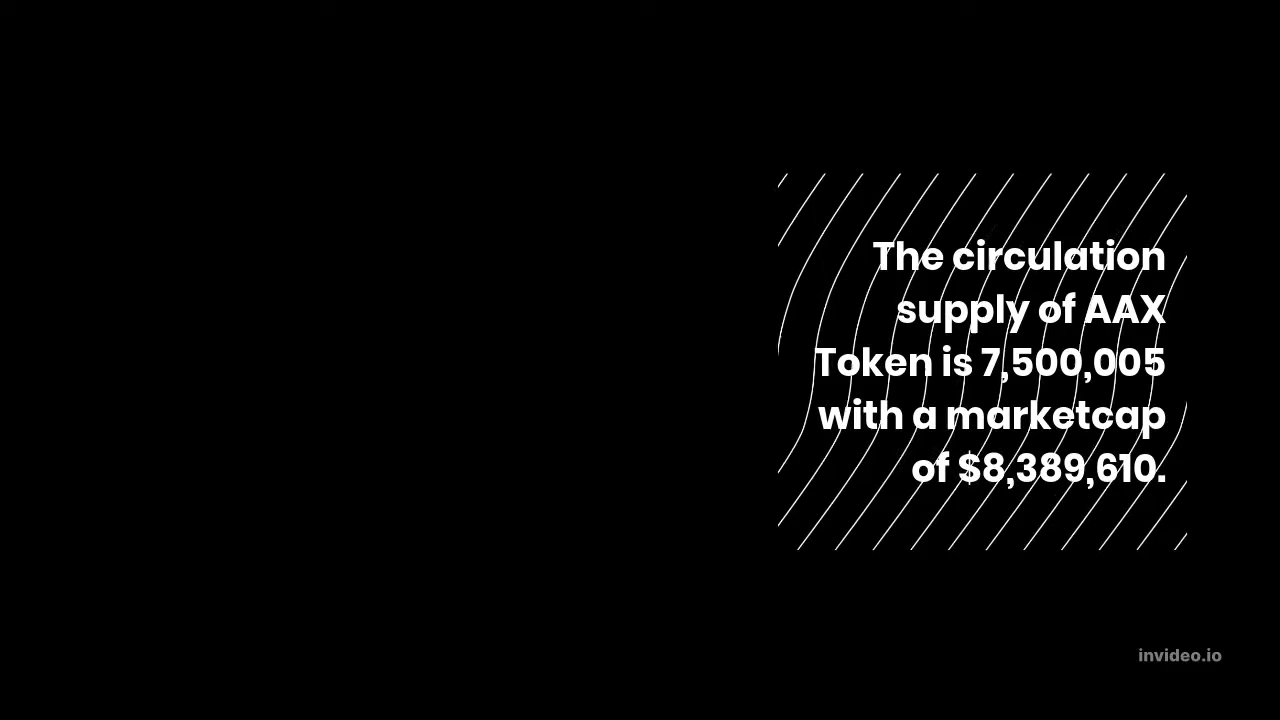 The circulation
supply of AAX
Token is 7,500,005
with a marketcap
of $8,389,610.
invideo.io